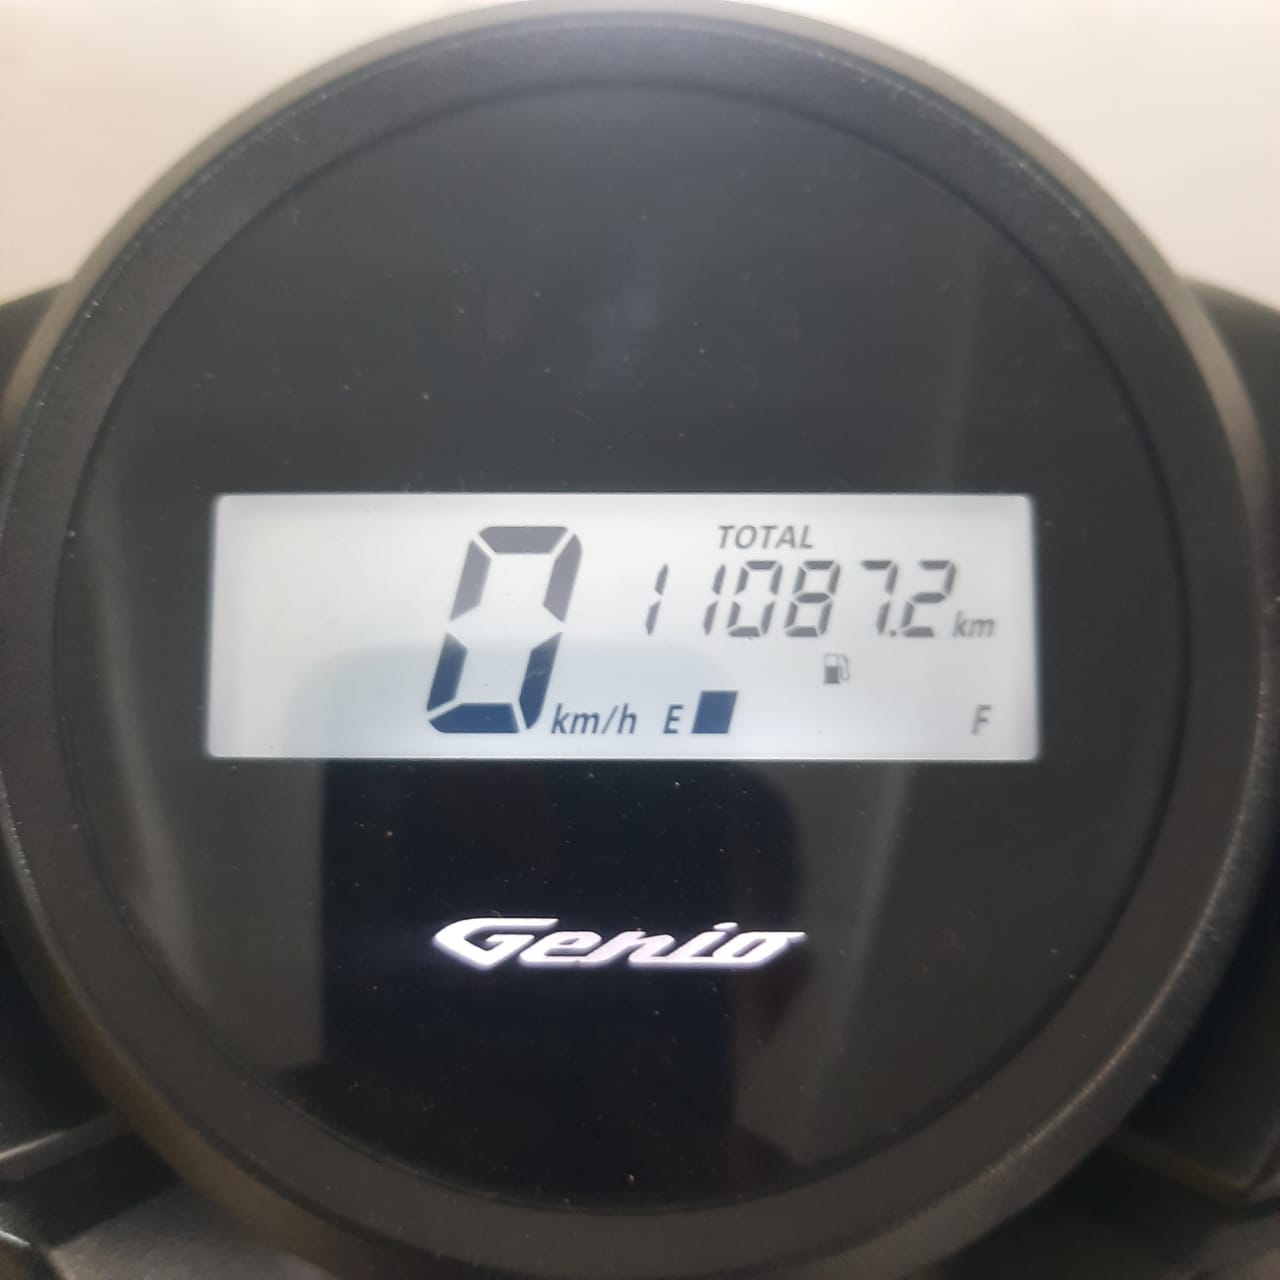 TOTAL
0 km/h 11087.2 km
E F
Genio